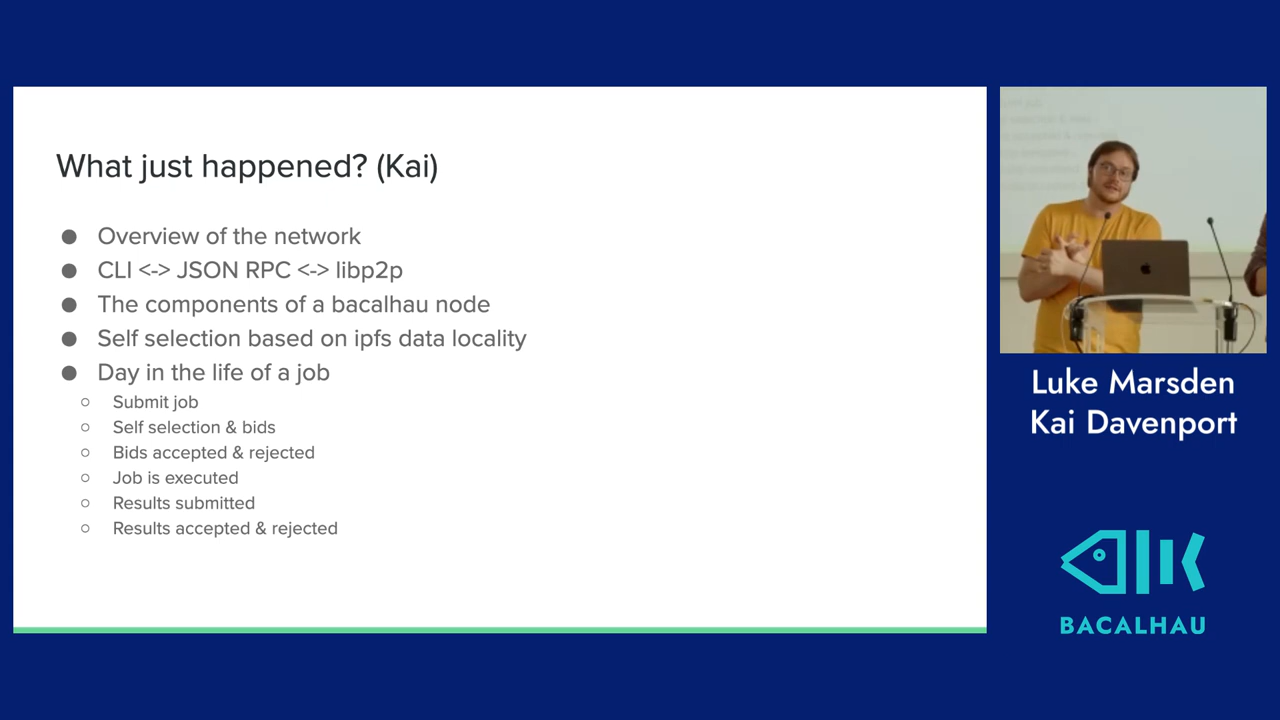 What just happened? (Kai)
● Overview of the network
● CLI <-> JSON RPC <-> libp2p
● The components of a bacalhau node
● Self selection based on ipfs data locality
● Day in the life of a job
○ Submit job
○ Self selection & bids
○ Bids accepted & rejected
○ Job is executed
○ Results submitted
○ Results accepted & rejected
Luke Marsden
Kai Davenport
BACALHAU